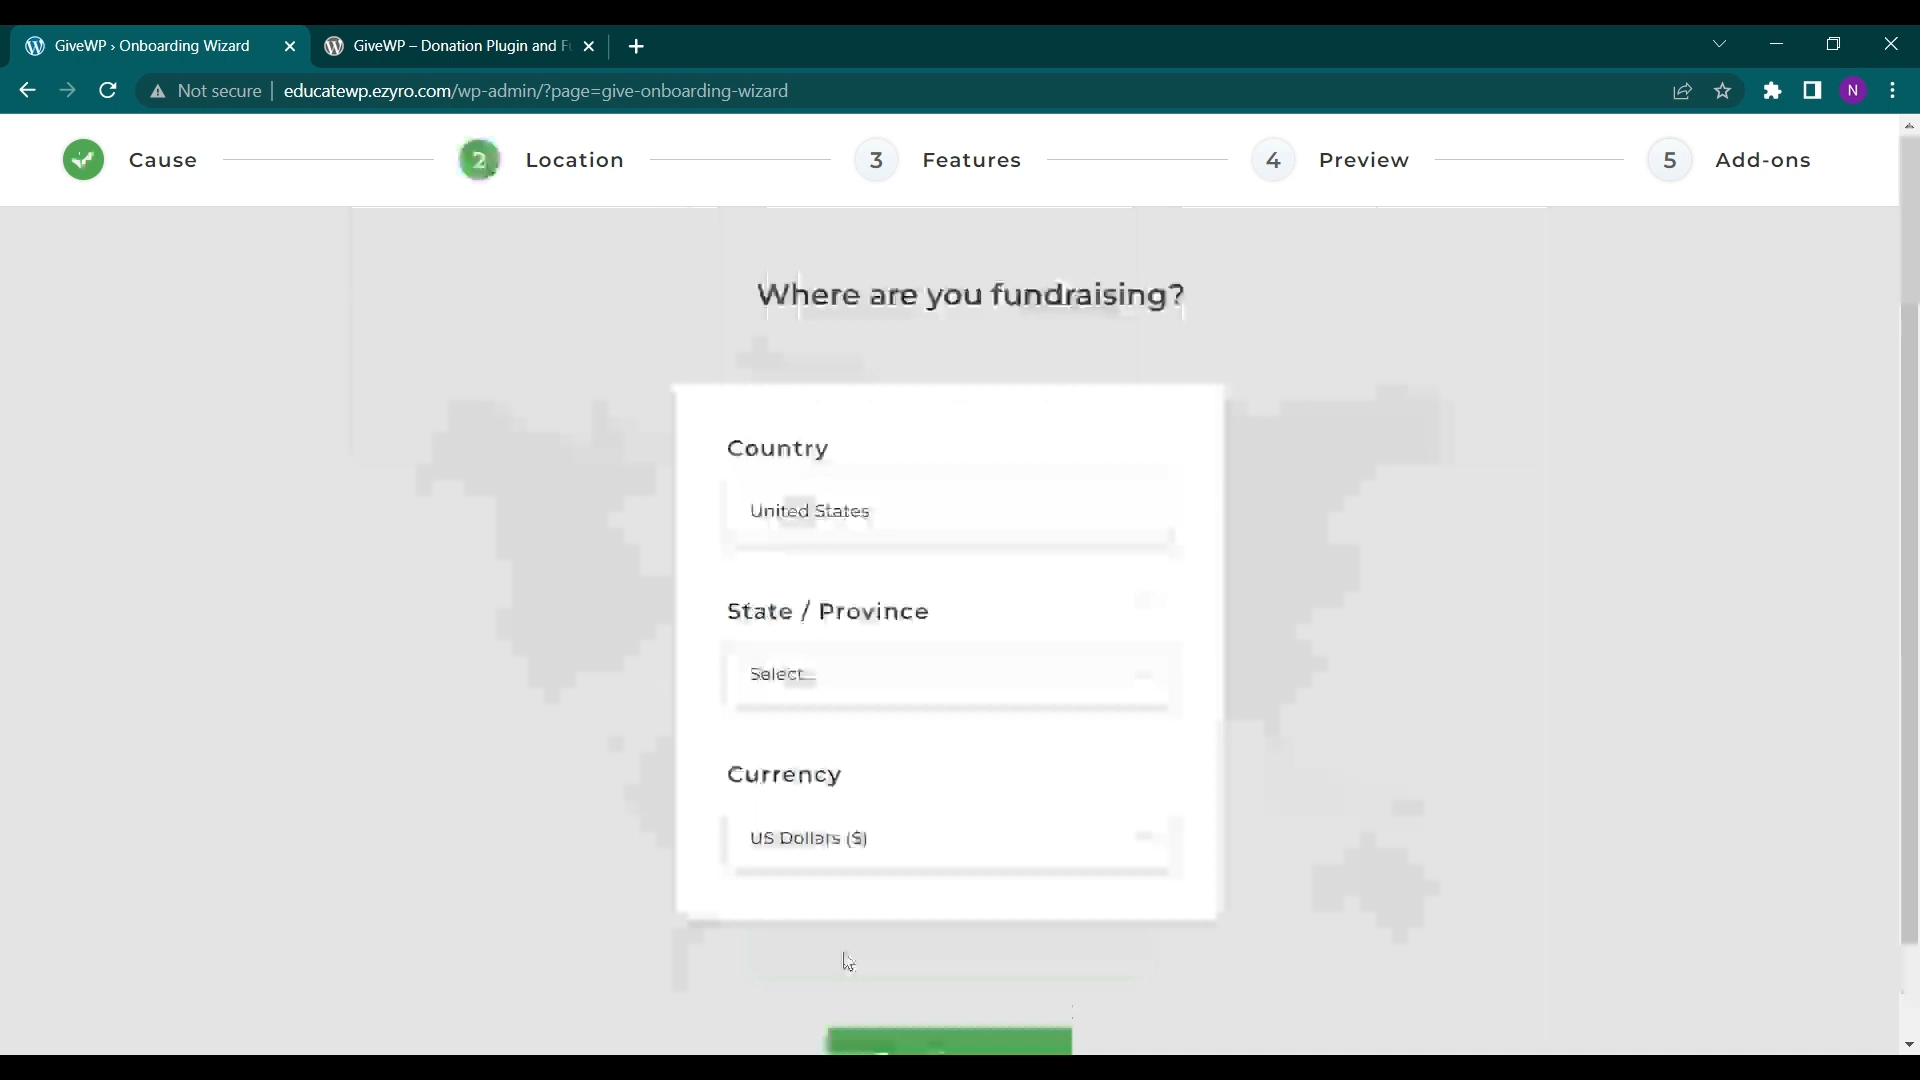 GiveWP › Onboarding Wizard
GiveWP – Donation Plugin and Fu
Not secure educatewp.ezyro.com/wp-admin/?page=give-onboarding-wizard
N
Cause
2 Location
3 Features
4 Preview
5 Add-ons
Where are you fundraising?
Country
United States
State / Province
Select...
Currency
US Dollars ($)